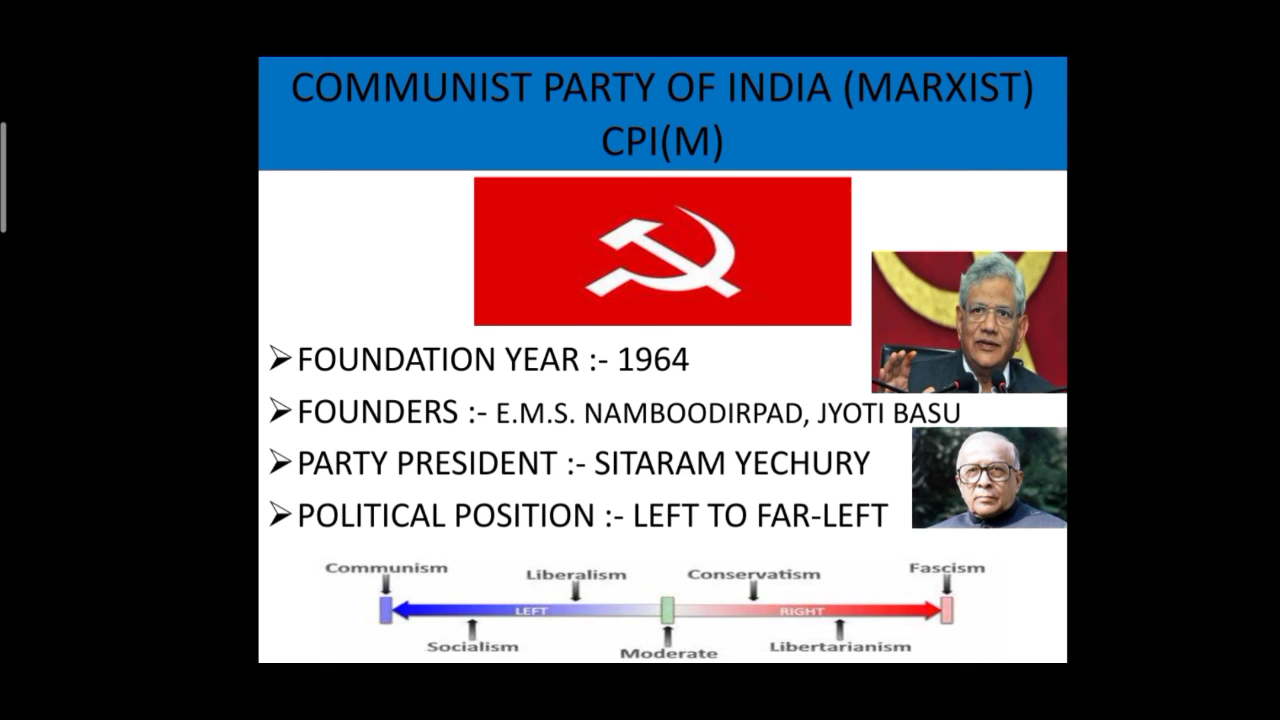 COMMUNIST PARTY OF INDIA (MARXIST)
CPI(M)
➢FOUNDATION YEAR :- 1964
➢FOUNDERS :- E.M.S. NAMBOODIRPAD, JYOTI BASU
➢PARTY PRESIDENT :- SITARAM YECHURY
➢POLITICAL POSITION :- LEFT TO FAR-LEFT
Communism Liberalism Conservatism Fascism
LEFT RIGHT
Socialism Moderate Libertarianism